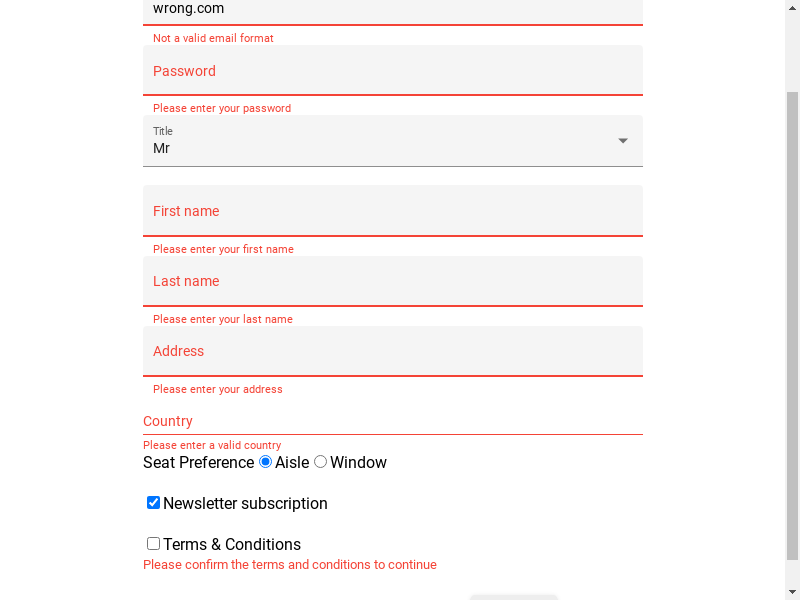 wrong.com
Not a valid email format
Password
Please enter your password
Title
Mr
First name
Please enter your first name
Last name
Please enter your last name
Address
Please enter your address
Country
Please enter a valid country
Seat Preference Aisle Window
Newsletter subscription
Terms & Conditions
Please confirm the terms and conditions to continue